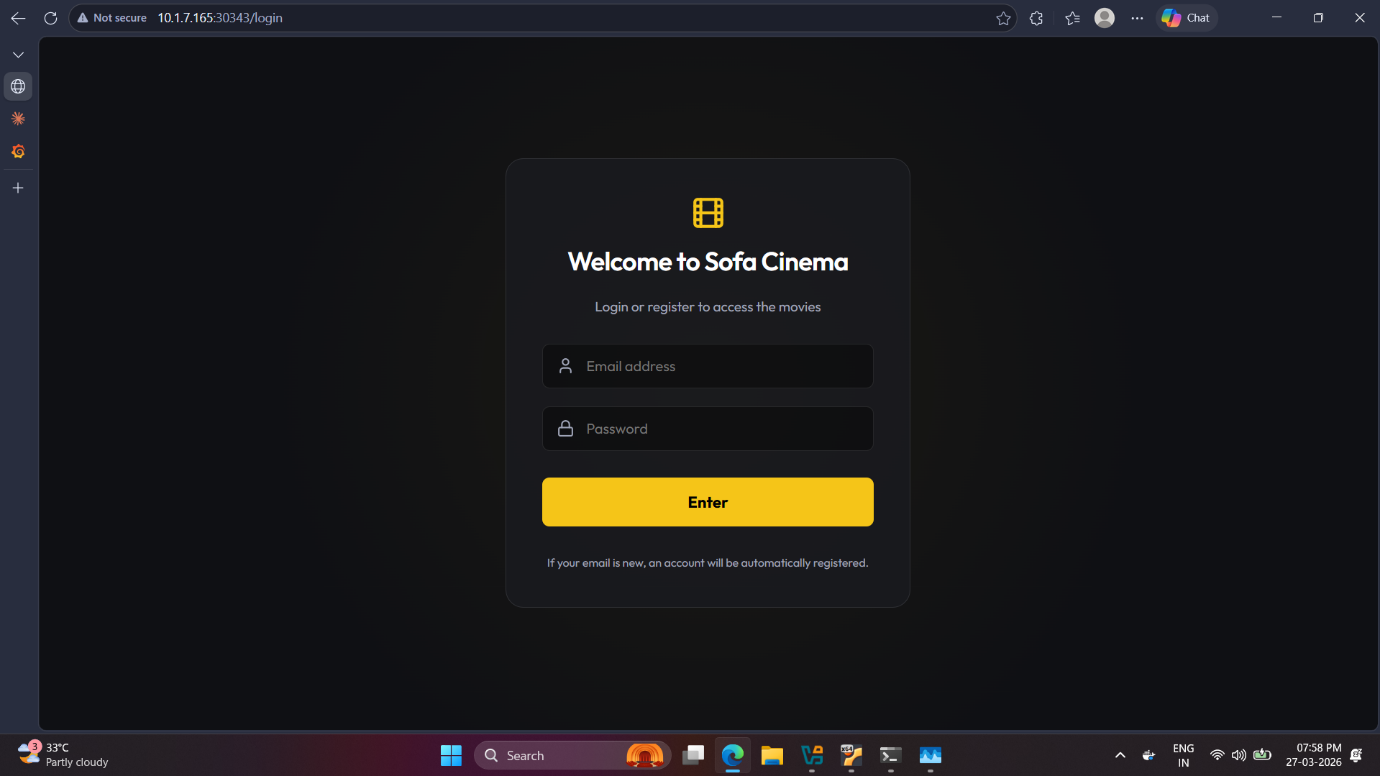 Not secure
10.1.7.165:30343/login
Chat
Welcome to Sofa Cinema
Login or register to access the movies
Email address
Password
Enter
If your email is new, an account will be automatically registered.
3
33°C
Partly cloudy
Search
X64
ENG
IN
07:58 PM
27-03-2026